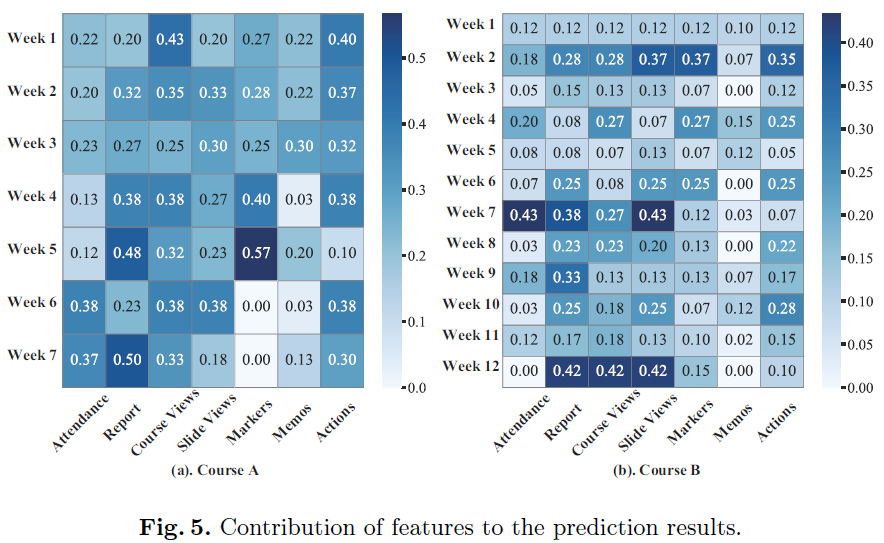 Week 1 0.22 0.20 0.43 0.20 0.27 0.22 0.40
Week 2 0.20 0.32 0.35 0.33 0.28 0.22 0.37
Week 3 0.23 0.27 0.25 0.30 0.25 0.30 0.32
Week 4 0.13 0.38 0.38 0.27 0.40 0.03 0.38
Week 5 0.12 0.48 0.32 0.23 0.57 0.20 0.10
Week 6 0.38 0.23 0.38 0.38 0.00 0.03 0.38
Week 7 0.37 0.50 0.33 0.18 0.00 0.13 0.30
Attendance Report Course Views Slide Views Markers Memos Actions
0.5
0.4
0.3
0.2
0.1
0.0
(a). Course A
Week 1 0.12 0.12 0.12 0.12 0.12 0.10 0.12
Week 2 0.18 0.28 0.28 0.37 0.37 0.07 0.35
Week 3 0.05 0.15 0.13 0.13 0.07 0.00 0.12
Week 4 0.20 0.08 0.27 0.07 0.27 0.15 0.25
Week 5 0.08 0.08 0.07 0.13 0.07 0.12 0.05
Week 6 0.07 0.25 0.08 0.25 0.25 0.00 0.25
Week 7 0.43 0.38 0.27 0.43 0.12 0.03 0.07
Week 8 0.03 0.23 0.23 0.20 0.13 0.00 0.22
Week 9 0.18 0.33 0.13 0.13 0.13 0.07 0.17
Week 10 0.03 0.25 0.18 0.25 0.07 0.12 0.28
Week 11 0.12 0.17 0.18 0.13 0.10 0.02 0.15
Week 12 0.00 0.42 0.42 0.42 0.15 0.00 0.10
Attendance Report Course Views Slide Views Markers Memos Actions
0.40
0.35
0.30
0.25
0.20
0.15
0.10
0.05
0.00
(b). Course B
Fig. 5. Contribution of features to the prediction results.